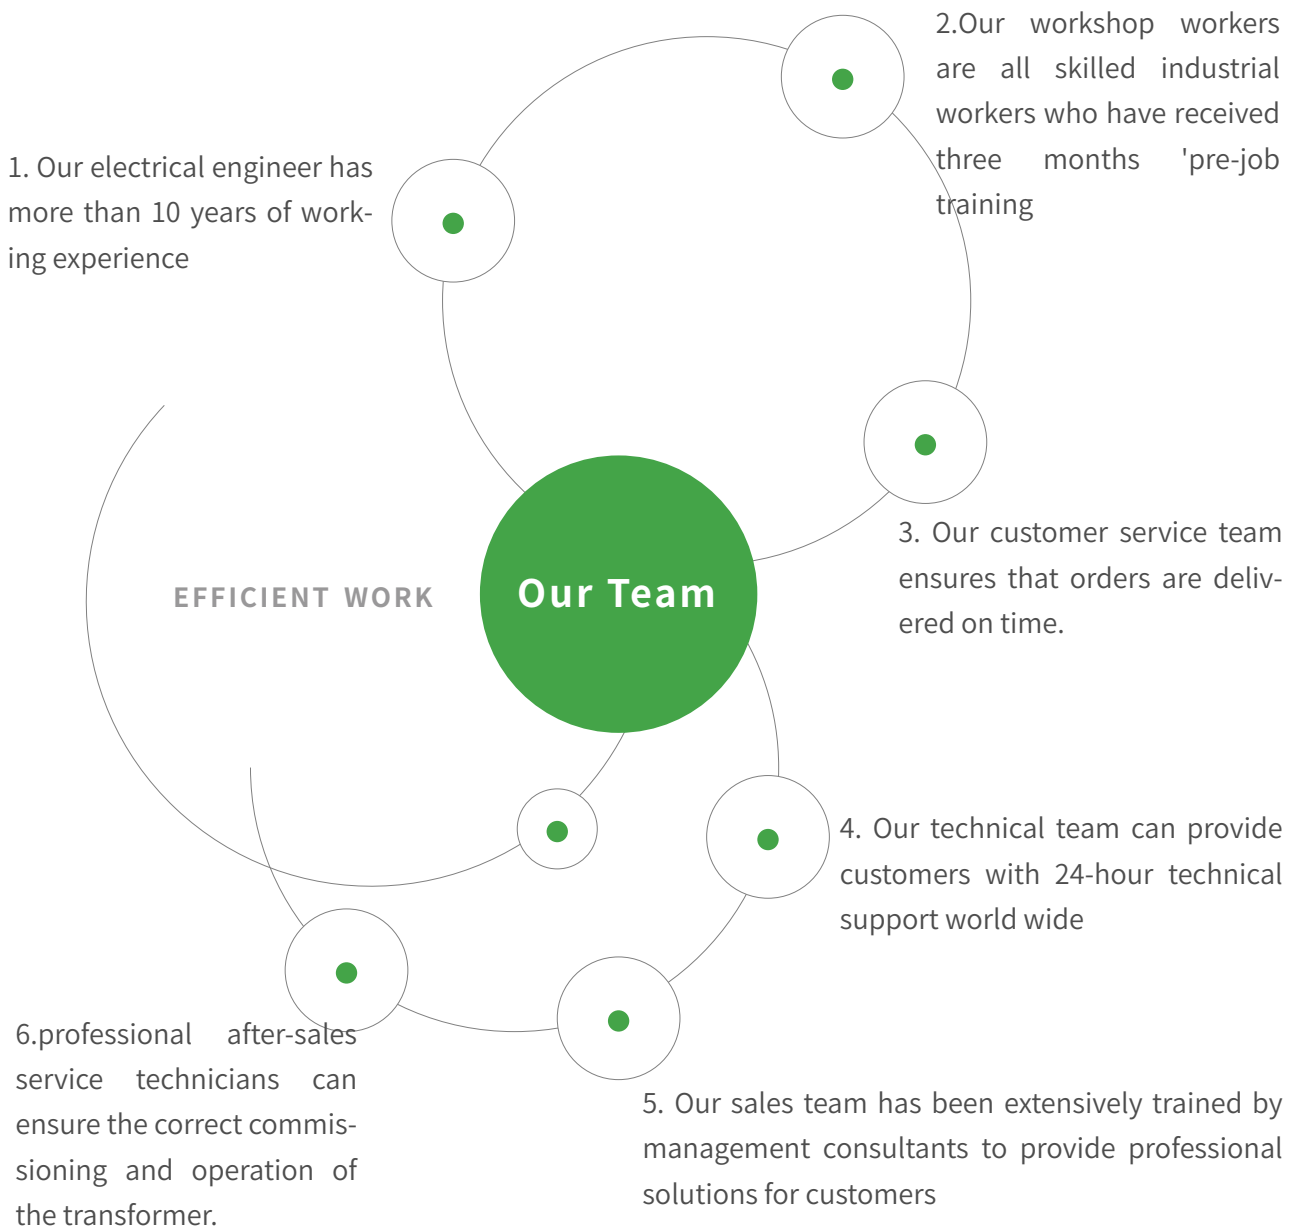 1. Our electrical engineer has
more than 10 years of work-
ing experience
2.Our workshop workers
are all skilled industrial
workers who have received
three months 'pre-job
training
3. Our customer service team
ensures that orders are deliv-
ered on time.
EFFICIENT WORK
Our Team
4. Our technical team can provide
customers with 24-hour technical
support world wide
5. Our sales team has been extensively trained by
management consultants to provide professional
solutions for customers
6.professional after-sales
service technicians can
ensure the correct commis-
sioning and operation of
the transformer.